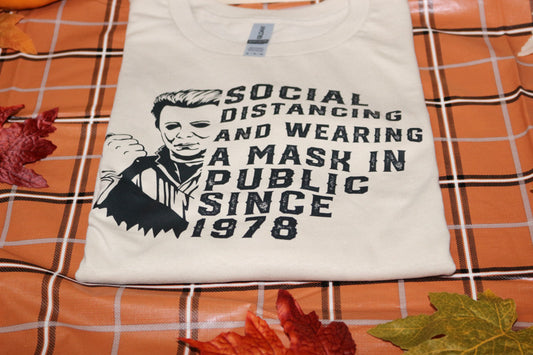 SOCIAL
DISTANCING
AND WEARING
A MASK IN
PUBLIC
SINCE
1978